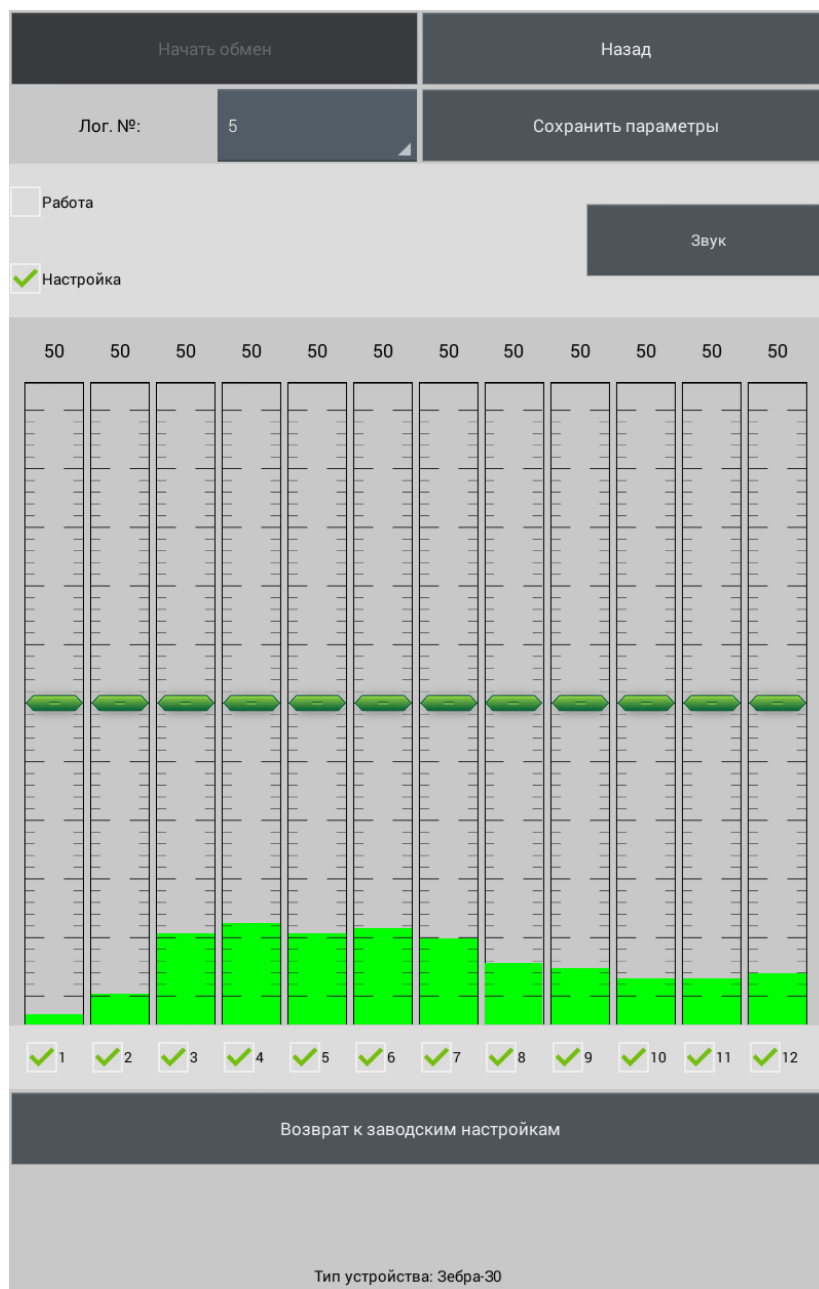 Начать обмен Назад
Лог. №: 5 Сохранить параметры
Работа
Звук
Настройка
50 50 50 50 50 50 50 50 50 50 50 50
1 2 3 4 5 6 7 8 9 10 11 12
Возврат к заводским настройкам
Тип устройства: Зебра-30